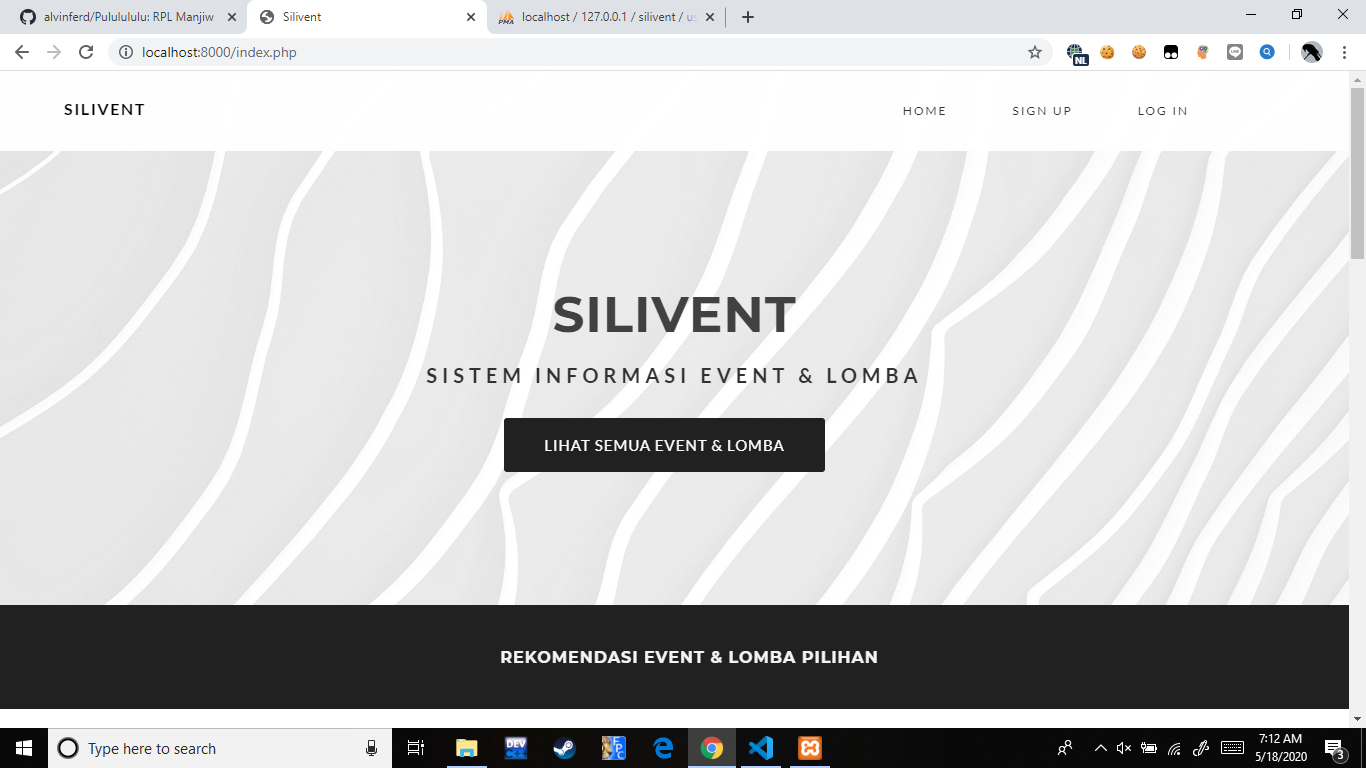 alvinferd/Pululululu: RPL Manjiw
Silivent
localhost / 127.0.0.1 / silivent / us
localhost:8000/index.php
NL
SILIVENT
HOME
SIGN UP
LOG IN
SILIVENT
SISTEM INFORMASI EVENT & LOMBA
LIHAT SEMUA EVENT & LOMBA
REKOMENDASI EVENT & LOMBA PILIHAN
Type here to search
DEV
7:12 AM
5/18/2020
3